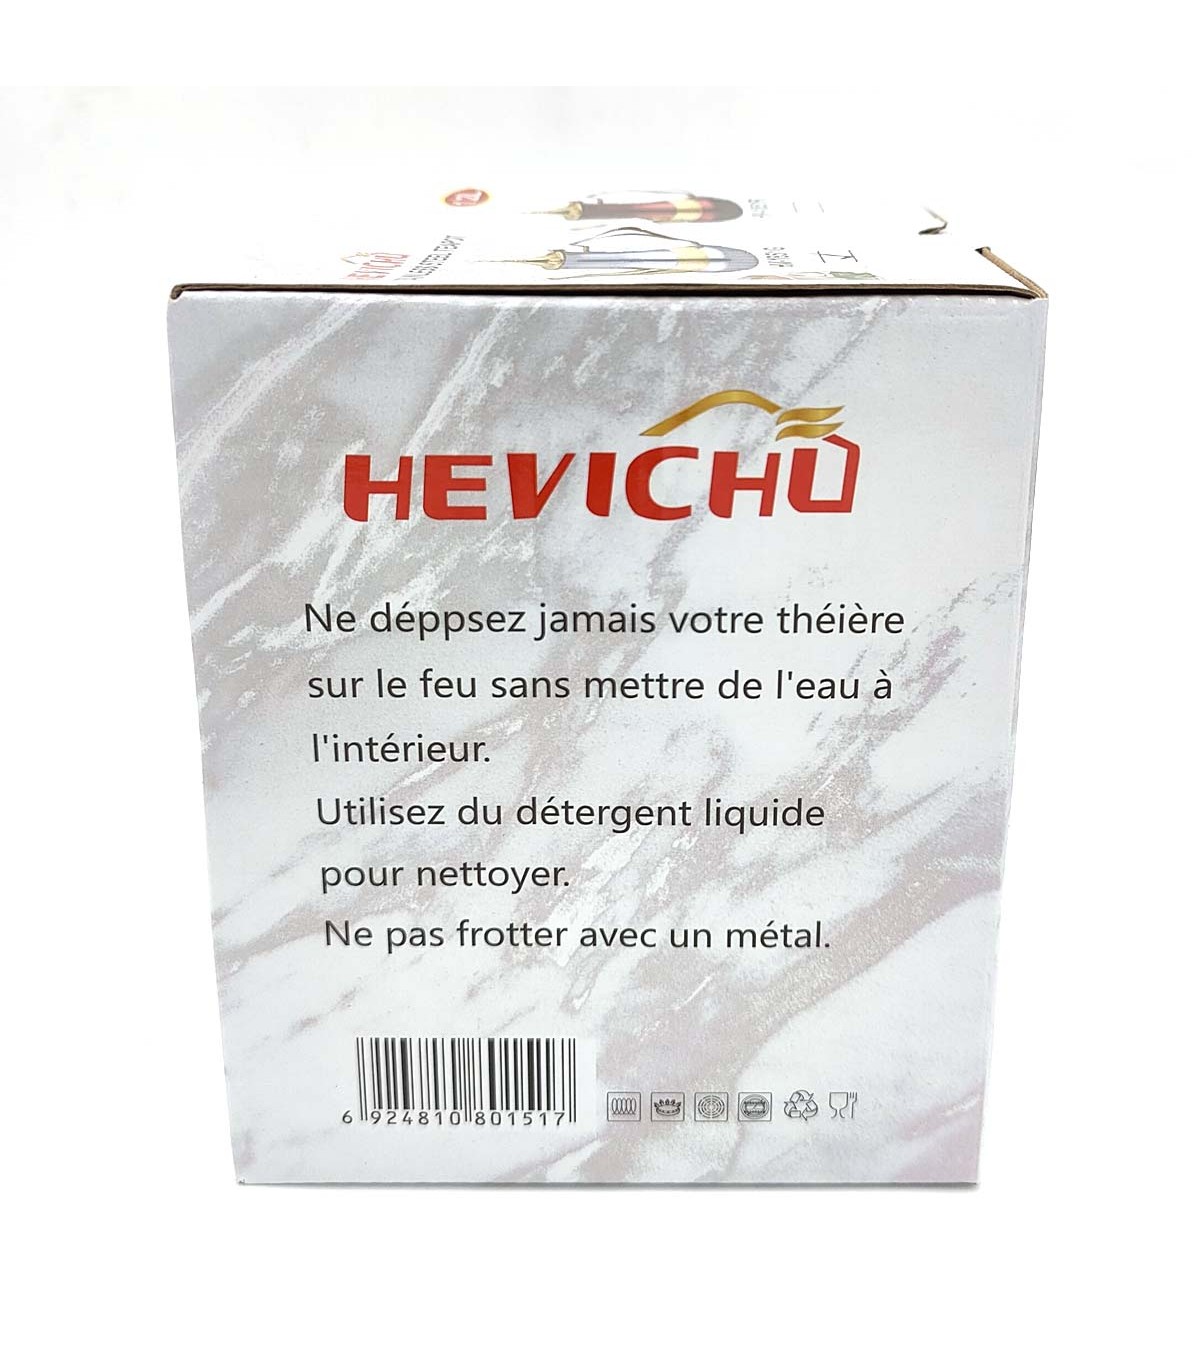 HEVICHU
HEVICHU
Ne déppsez jamais votre théière
sur le feu sans mettre de l'eau à
l'intérieur.
Utilisez du détergent liquide
pour nettoyer.
Ne pas frotter avec un métal.
6 924810 801517